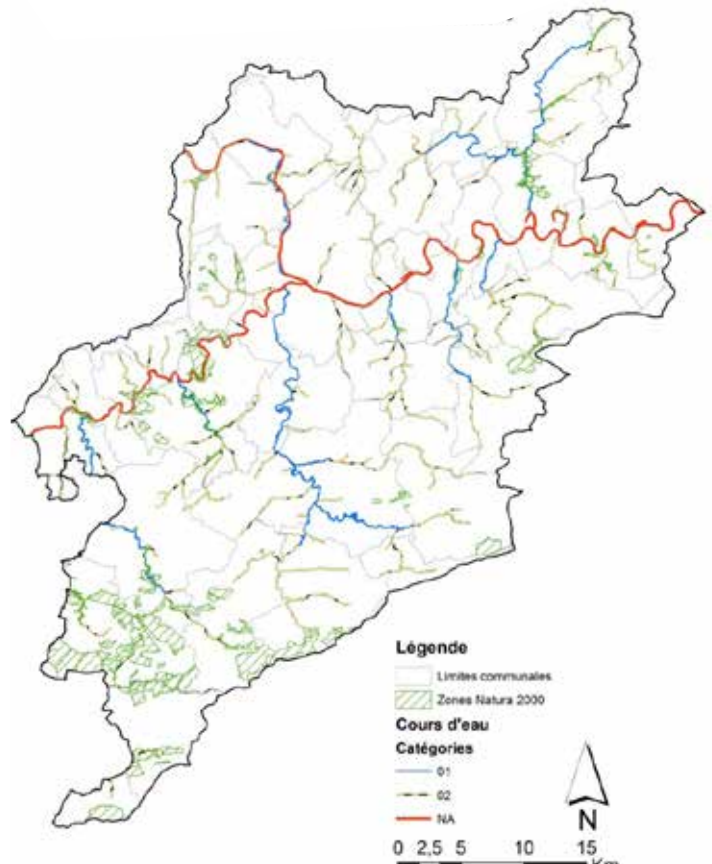 Légende
Limites communales
Zones Natura 2000
Cours d'eau
Catégories
01
02
NA
N
0 2,5 5 10 15
Km